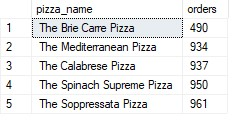 pizza_name orders
1 The Brie Carre Pizza 490
2 The Mediterranean Pizza 934
3 The Calabrese Pizza 937
4 The Spinach Supreme Pizza 950
5 The Soppressata Pizza 961